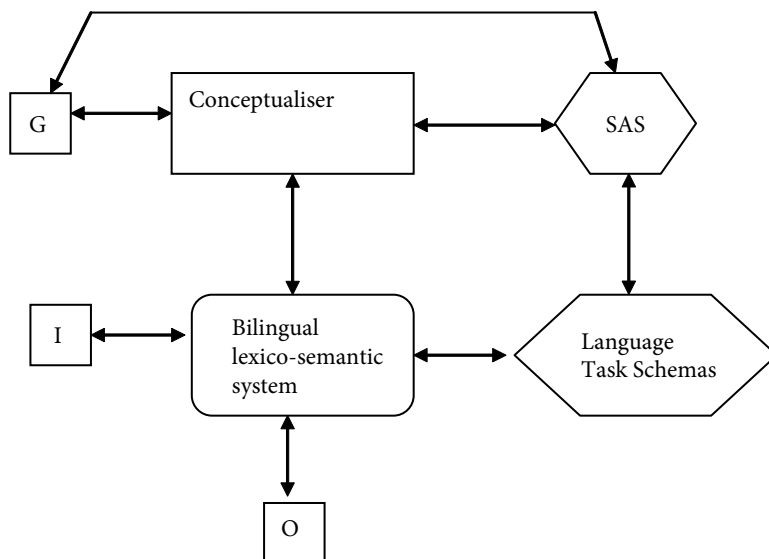 G
Conceptualiser
SAS
I
Bilingual
lexico-semantic
system
Language
Task Schemas
O